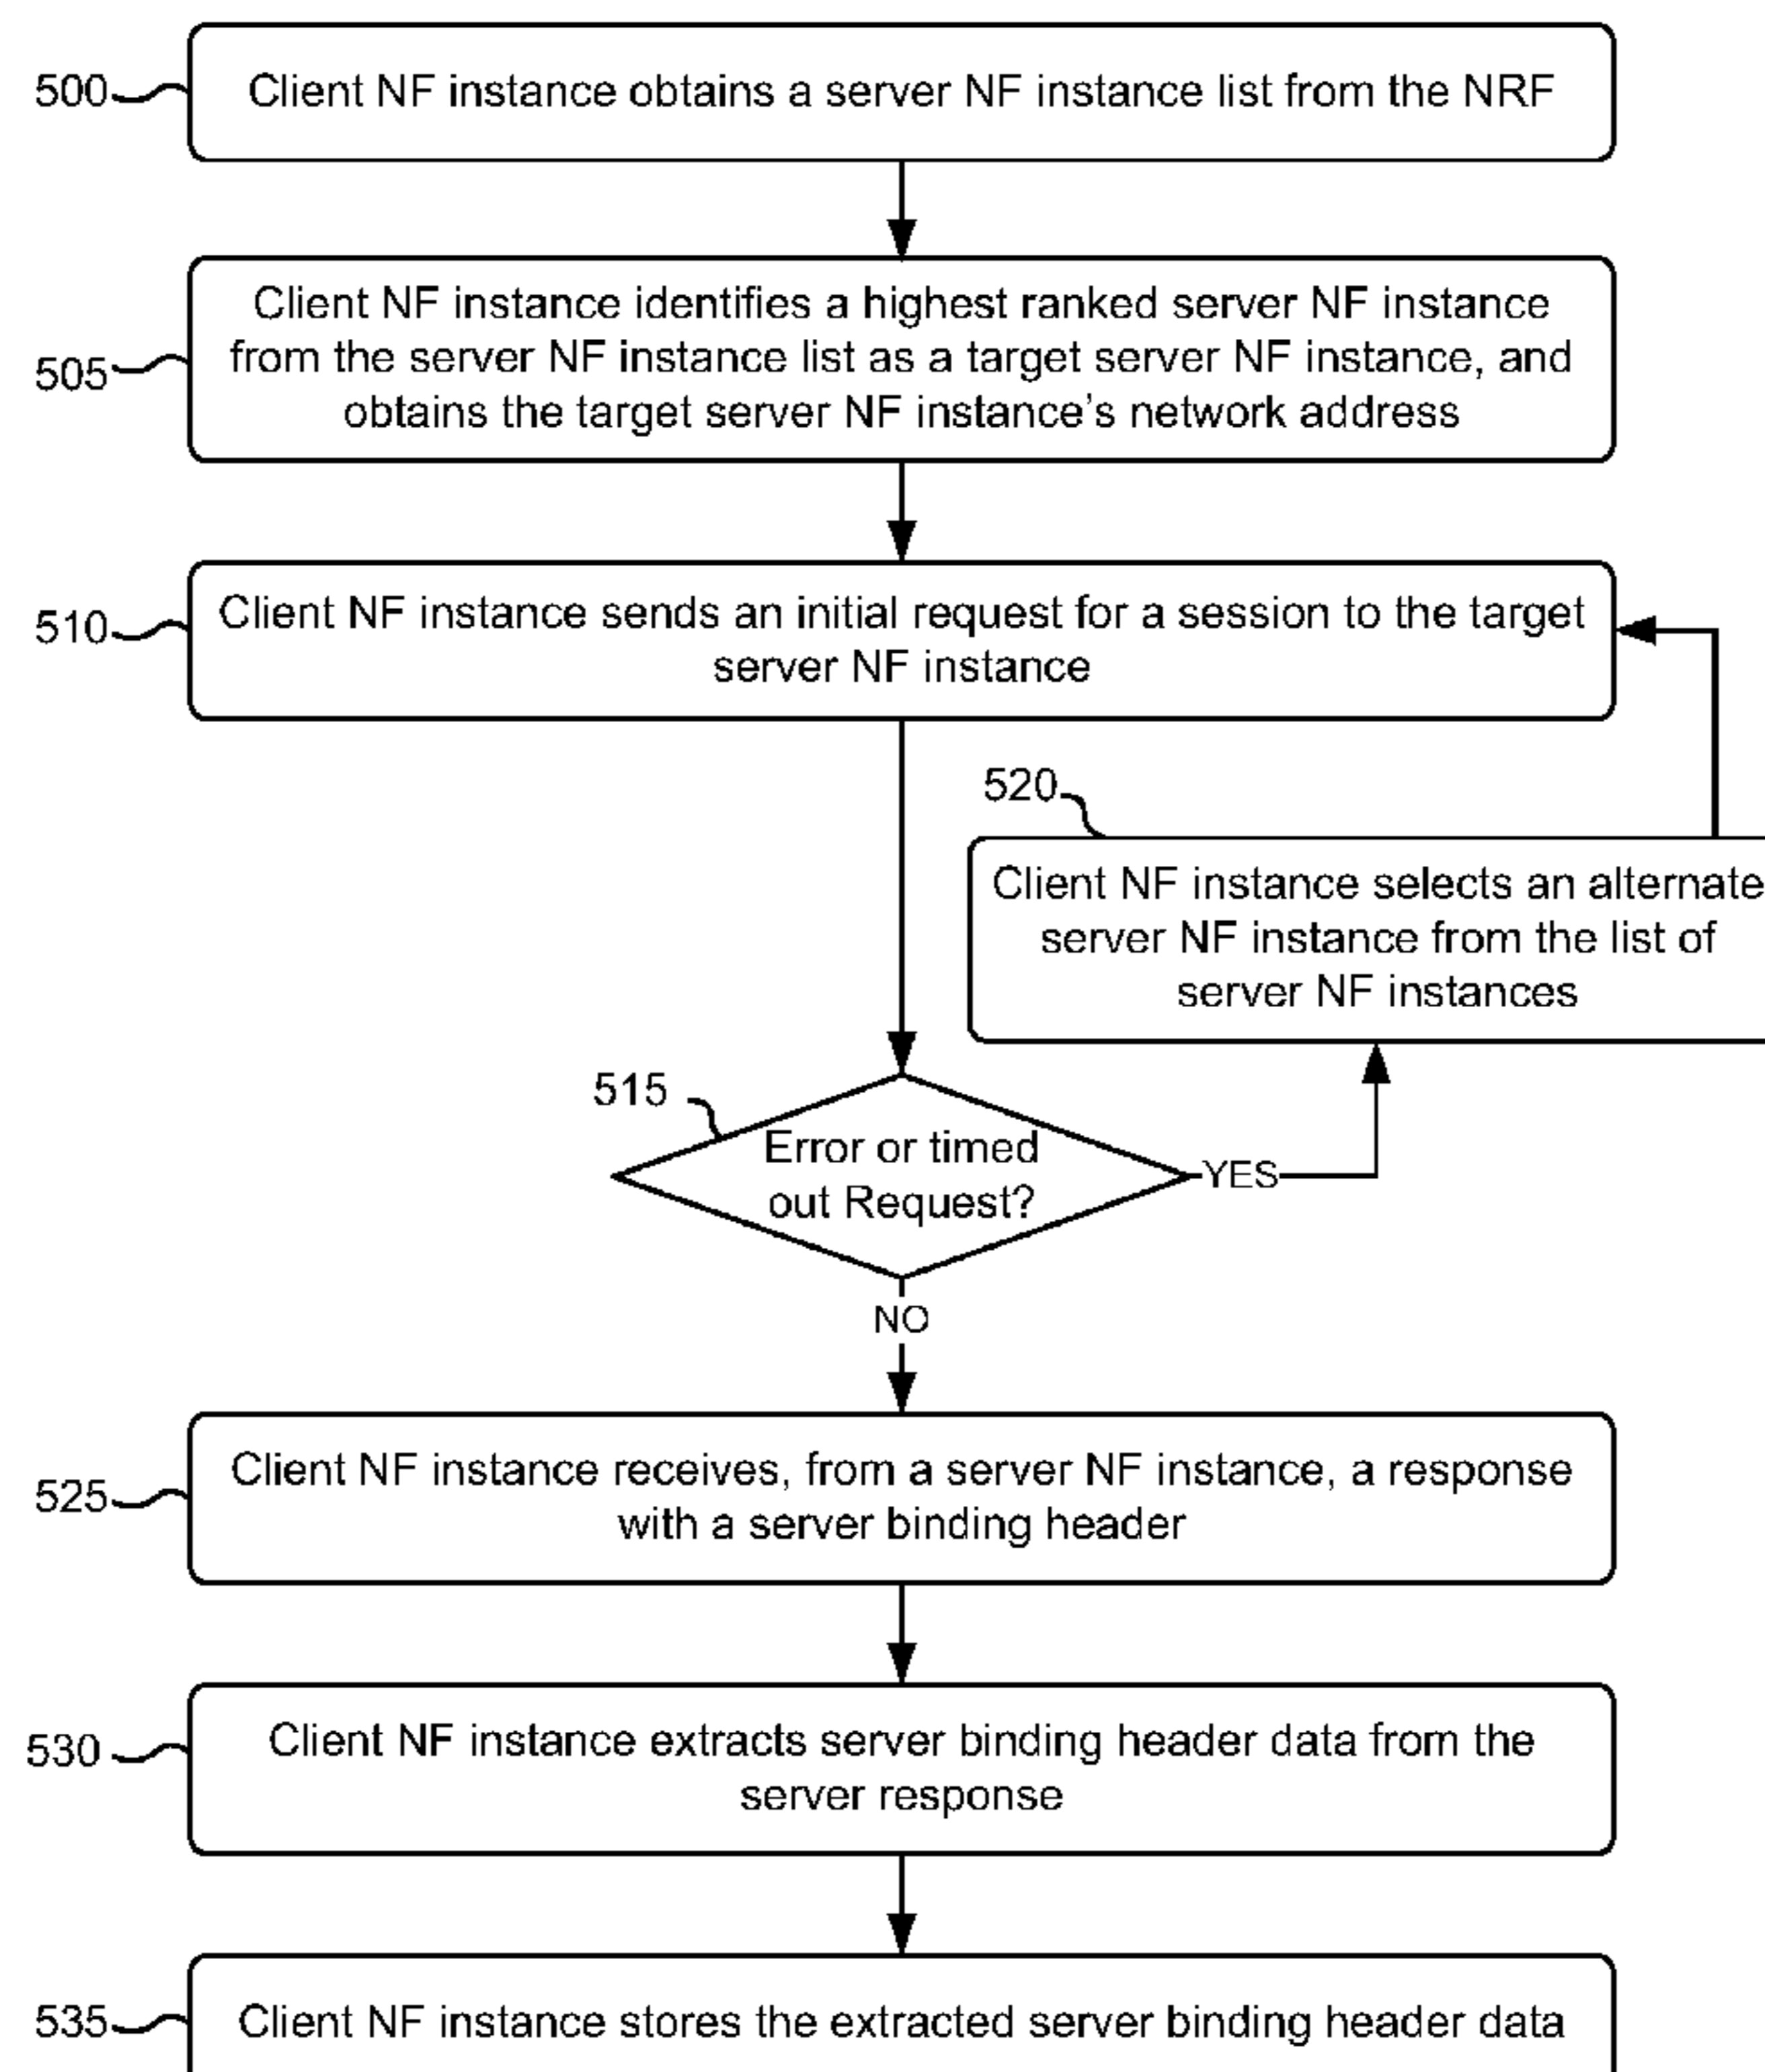 500
Client NF instance obtains a server NF instance list from the NRF
505
Client NF instance identifies a highest ranked server NF instance
from the server NF instance list as a target server NF instance, and
obtains the target server NF instance's network address
510
Client NF instance sends an initial request for a session to the target
server NF instance
520
Client NF instance selects an alternate
server NF instance from the list of
server NF instances
515
Error or timed
out Request?
YES
NO
525
Client NF instance receives, from a server NF instance, a response
with a server binding header
530
Client NF instance extracts server binding header data from the
server response
535
Client NF instance stores the extracted server binding header data